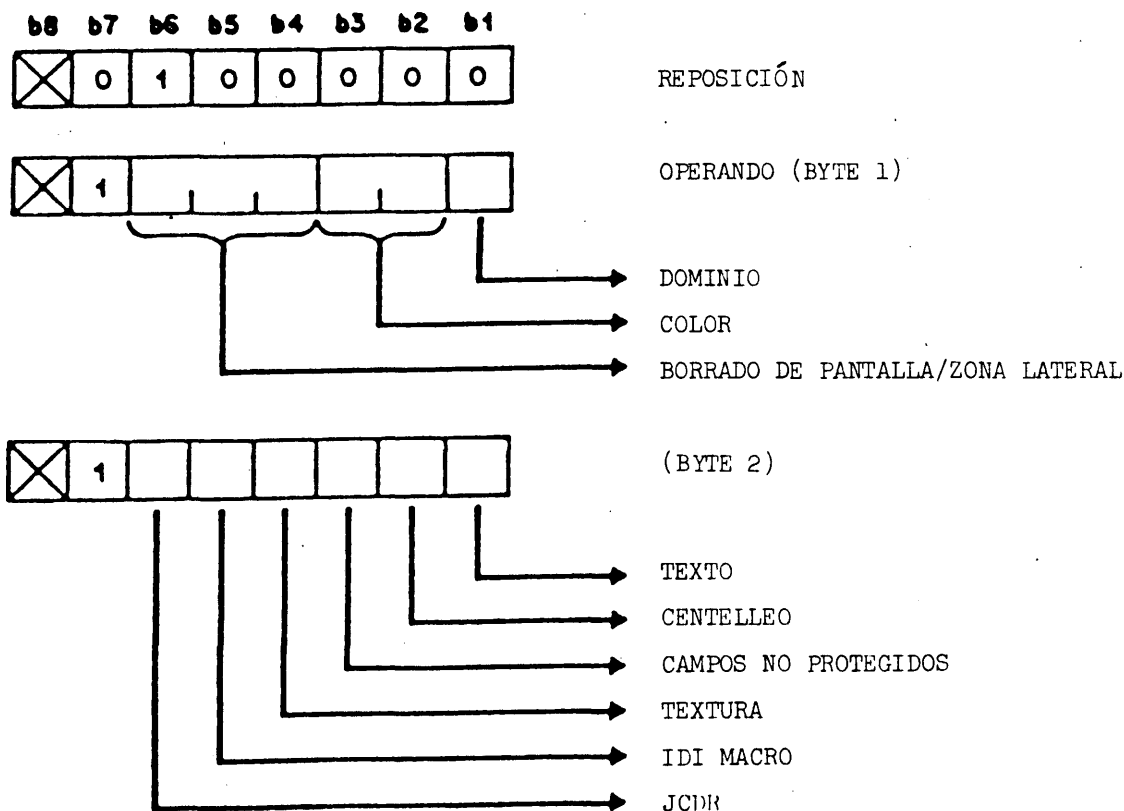 b8 b7 b6 b5 b4 b3 b2 b1
0 1 0 0 0 0 0 REPOSICIÓN
1 OPERANDO (BYTE 1)
DOMINIO
COLOR
BORRADO DE PANTALLA/ZONA LATERAL
1 (BYTE 2)
TEXTO
CENTELLEO
CAMPOS NO PROTEGIDOS
TEXTURA
IDI MACRO
JCDR